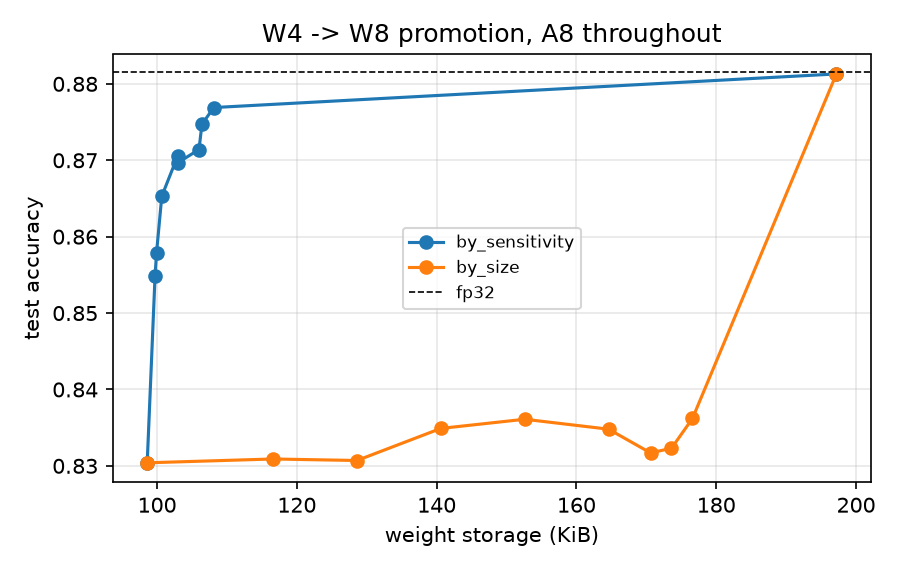 W4 -> W8 promotion, A8 throughout
0.88
0.87
0.86
0.85
0.84
0.83
test accuracy
by_sensitivity
by_size
fp32
100 120 140 160 180 200
weight storage (KiB)